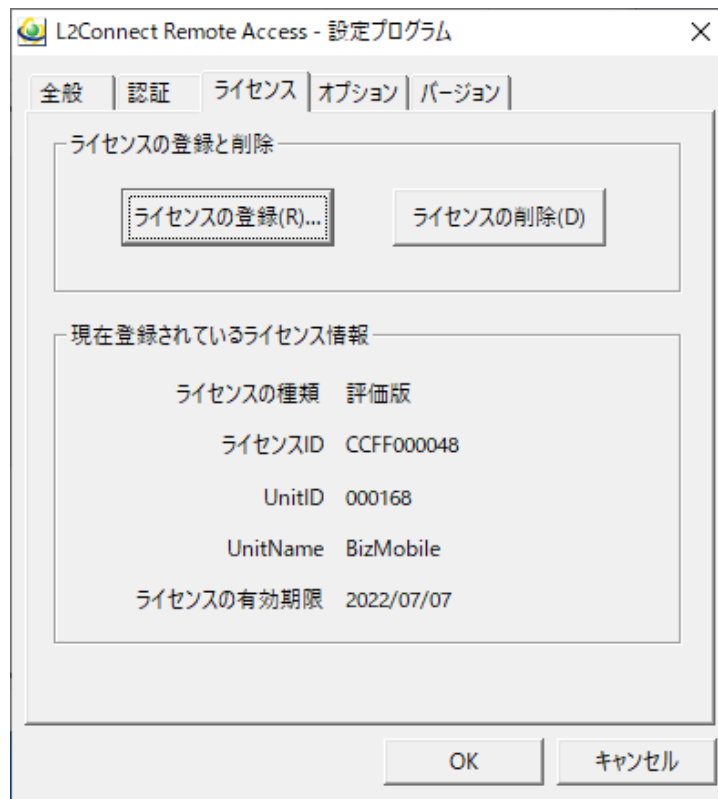 L2Connect Remote Access - 設定プログラム
全般 認証 ライセンス オプション バージョン
ライセンスの登録と削除
ライセンスの登録(R)... ライセンスの削除(D)
現在登録されているライセンス情報
ライセンスの種類 評価版
ライセンスID CCFF000048
UnitID 000168
UnitName BizMobile
ライセンスの有効期限 2022/07/07
OK キャンセル